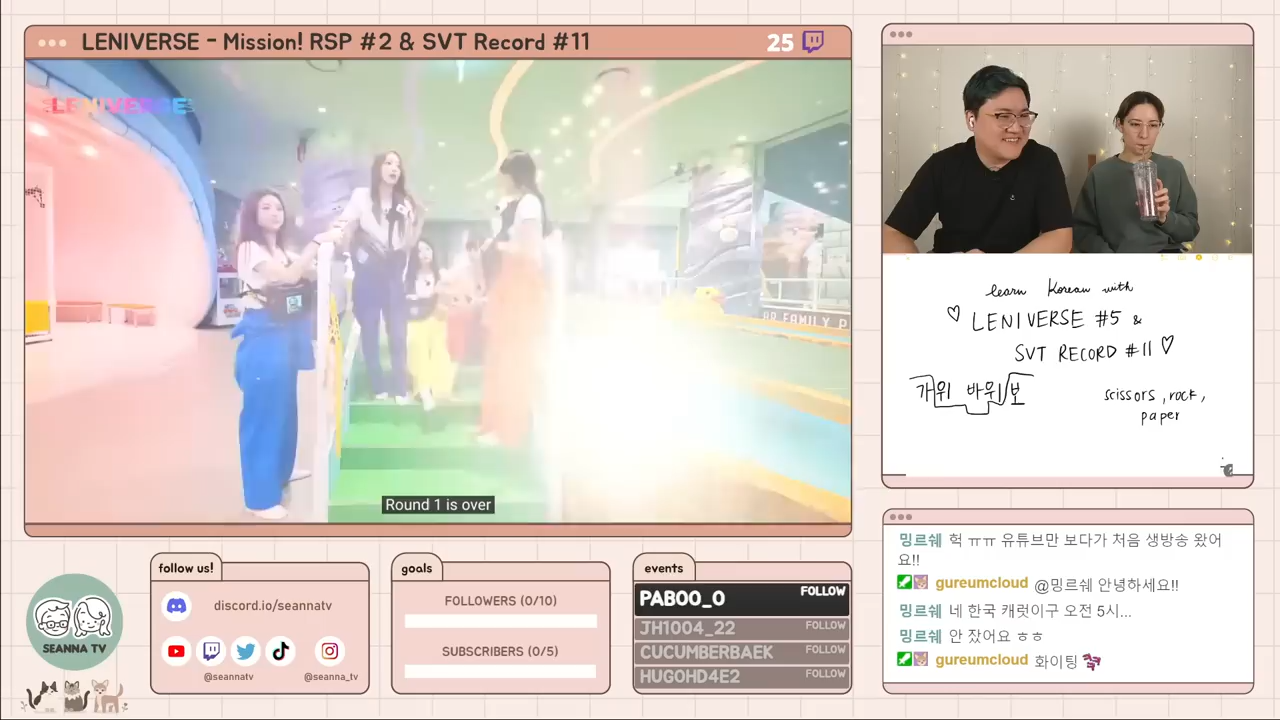 LENIVERSE - Mission! RSP #2 & SVT Record #11
25
LENIVERSE
Round 1 is over
learn Korean with
♡ LENIVERSE #5 &
SVT RECORD #11 ♡
가위 바위 보
scissors, rock,
paper
밍르쉐 헉 ㅠㅠ 유튜브만 보다가 처음 생방송 왔어
요!!
gureumcloud @밍르쉐 안녕하세요!!
밍르쉐 네 한국 캐럿이구 오전 5시...
밍르쉐 안 잤어요 ㅎㅎ
gureumcloud 화이팅
SEANNA TV
follow us!
discord.io/seannatv
@seannatv
@seanna_tv
goals
FOLLOWERS (0/10)
SUBSCRIBERS (0/5)
events
PABOO_O FOLLOW
JH1004_22 FOLLOW
CUCUMBERBAEK FOLLOW
HUGOHD4E2 FOLLOW